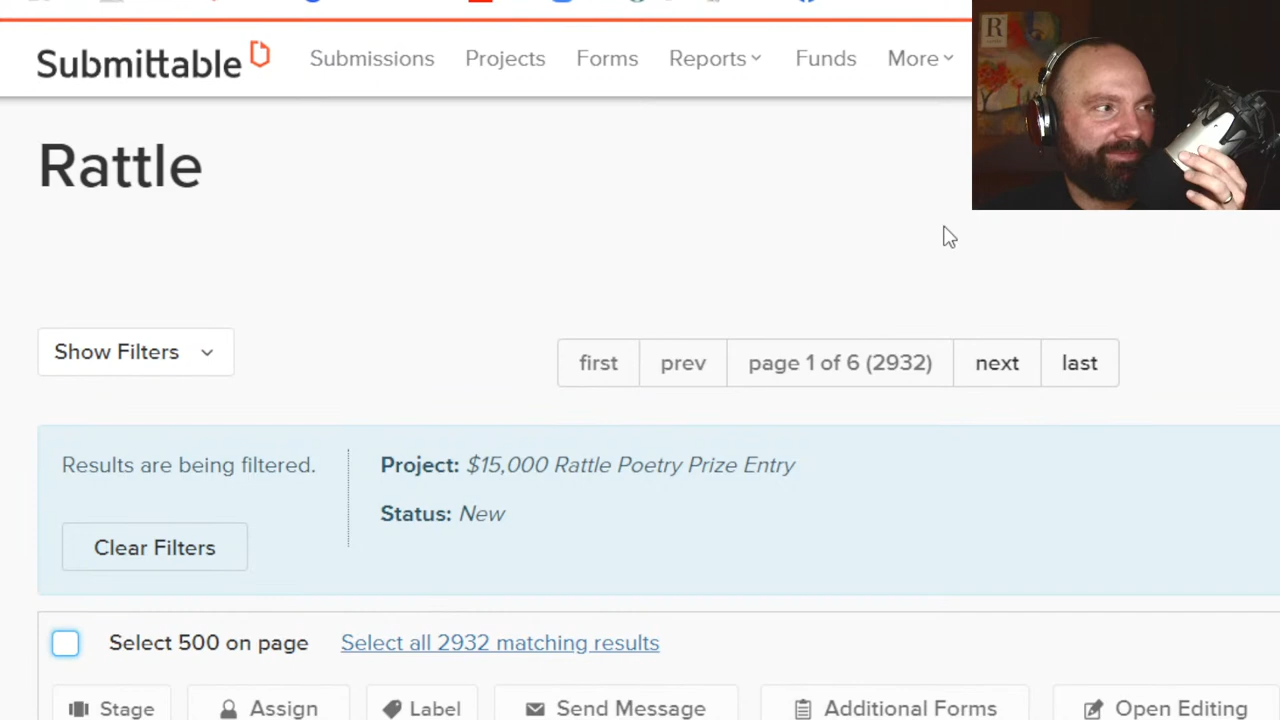 Submittable Submissions Projects Forms Reports Funds More
R
Rattle
Show Filters first prev page 1 of 6 (2932) next last
Results are being filtered. Project: $15,000 Rattle Poetry Prize Entry
Status: New
Clear Filters
Select 500 on page Select all 2932 matching results
Stage Assign Label Send Message Additional Forms Open Editing